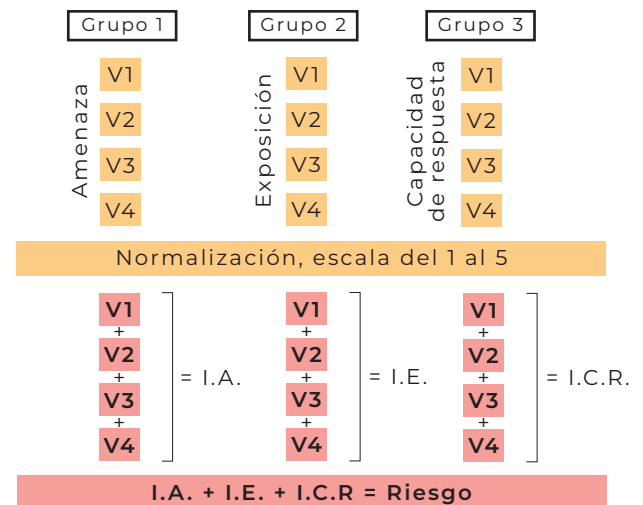 Grupo 1
Grupo 2
Grupo 3
Amenaza
V1
V2
V3
V4
Exposición
V1
V2
V3
V4
Capacidad
de respuesta
V1
V2
V3
V4
Normalización, escala del 1 al 5
V1
+
V2
+
V3
+
V4
= I.A.
V1
+
V2
+
V3
+
V4
= I.E.
V1
+
V2
+
V3
+
V4
= I.C.R.
I.A. + I.E. + I.C.R = Riesgo